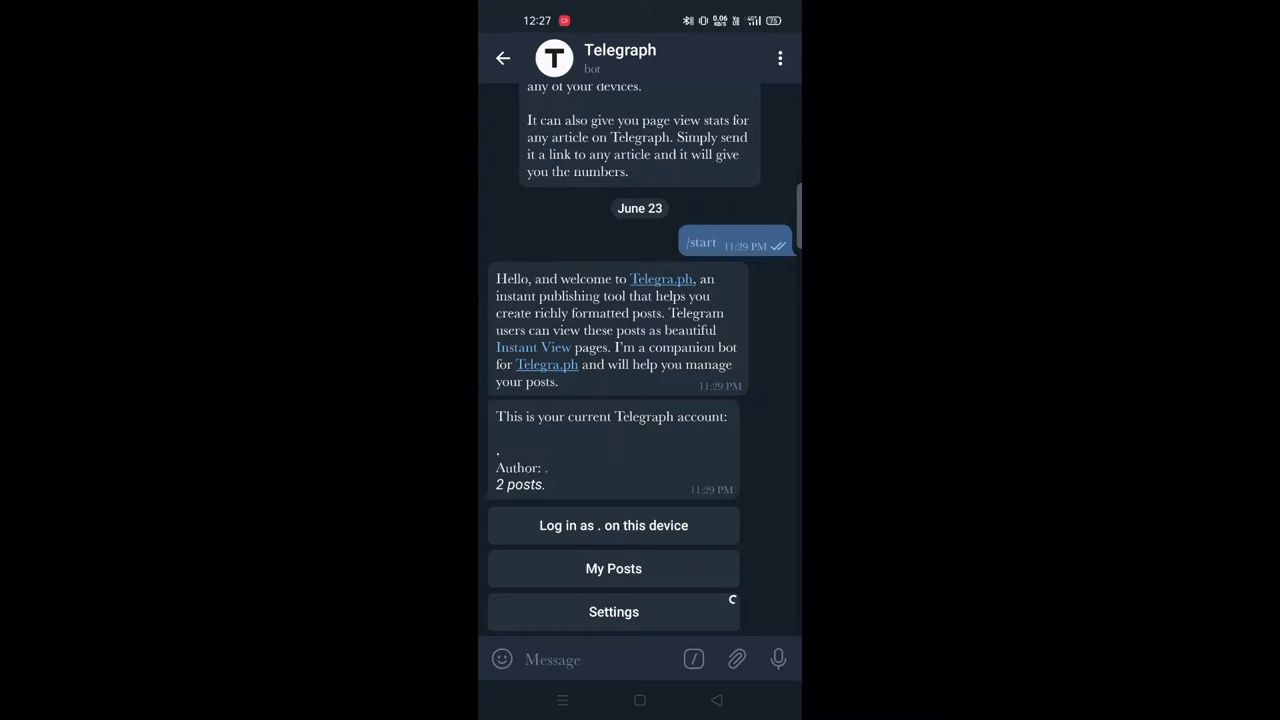 12:27
0.06
KB/S
4G
75
T
Telegraph
bot
any of your devices.
It can also give you page view stats for
any article on Telegraph. Simply send
it a link to any article and it will give
you the numbers.
June 23
/start 11:29 PM
Hello, and welcome to Telegra.ph, an
instant publishing tool that helps you
create richly formatted posts. Telegram
users can view these posts as beautiful
Instant View pages. I'm a companion bot
for Telegra.ph and will help you manage
your posts.
11:29 PM
This is your current Telegraph account:
.
Author: .
2 posts.
11:29 PM
Log in as . on this device
My Posts
Settings
/
Message